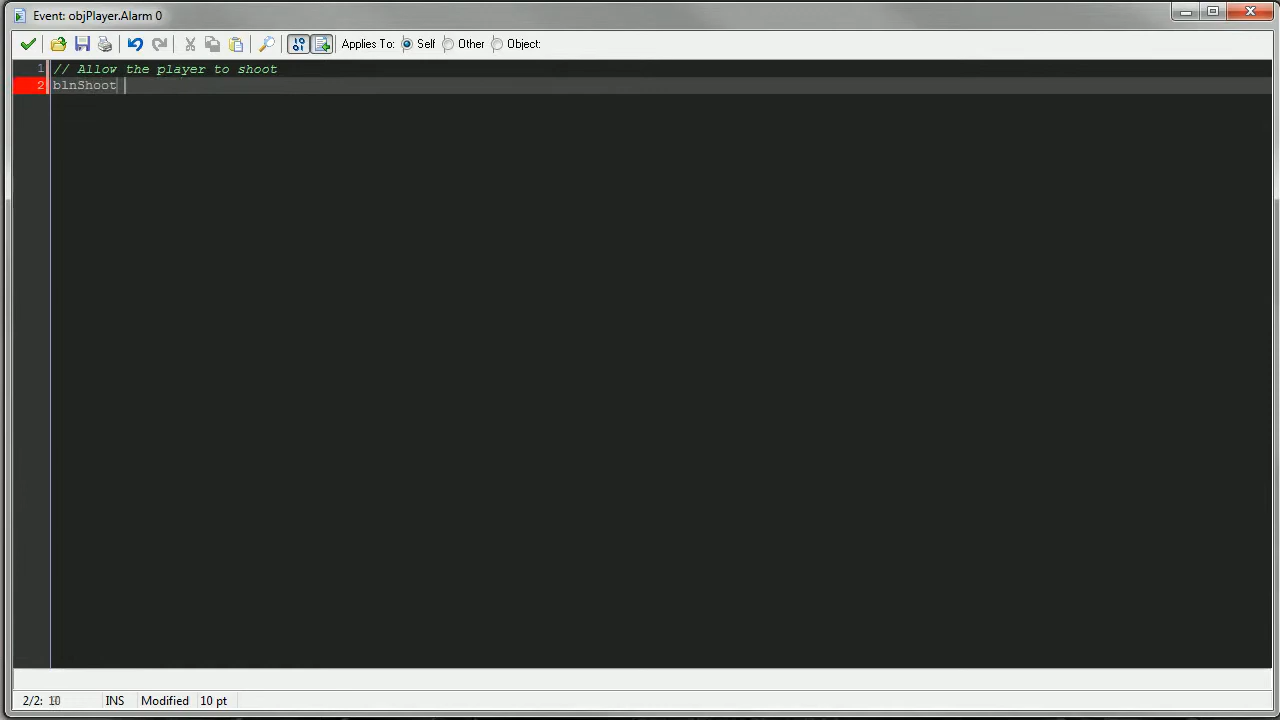 Event: objPlayer.Alarm 0
Applies To: Self Other Object:
1 // Allow the player to shoot
2 blnShoot
2/2: 10 INS Modified 10 pt